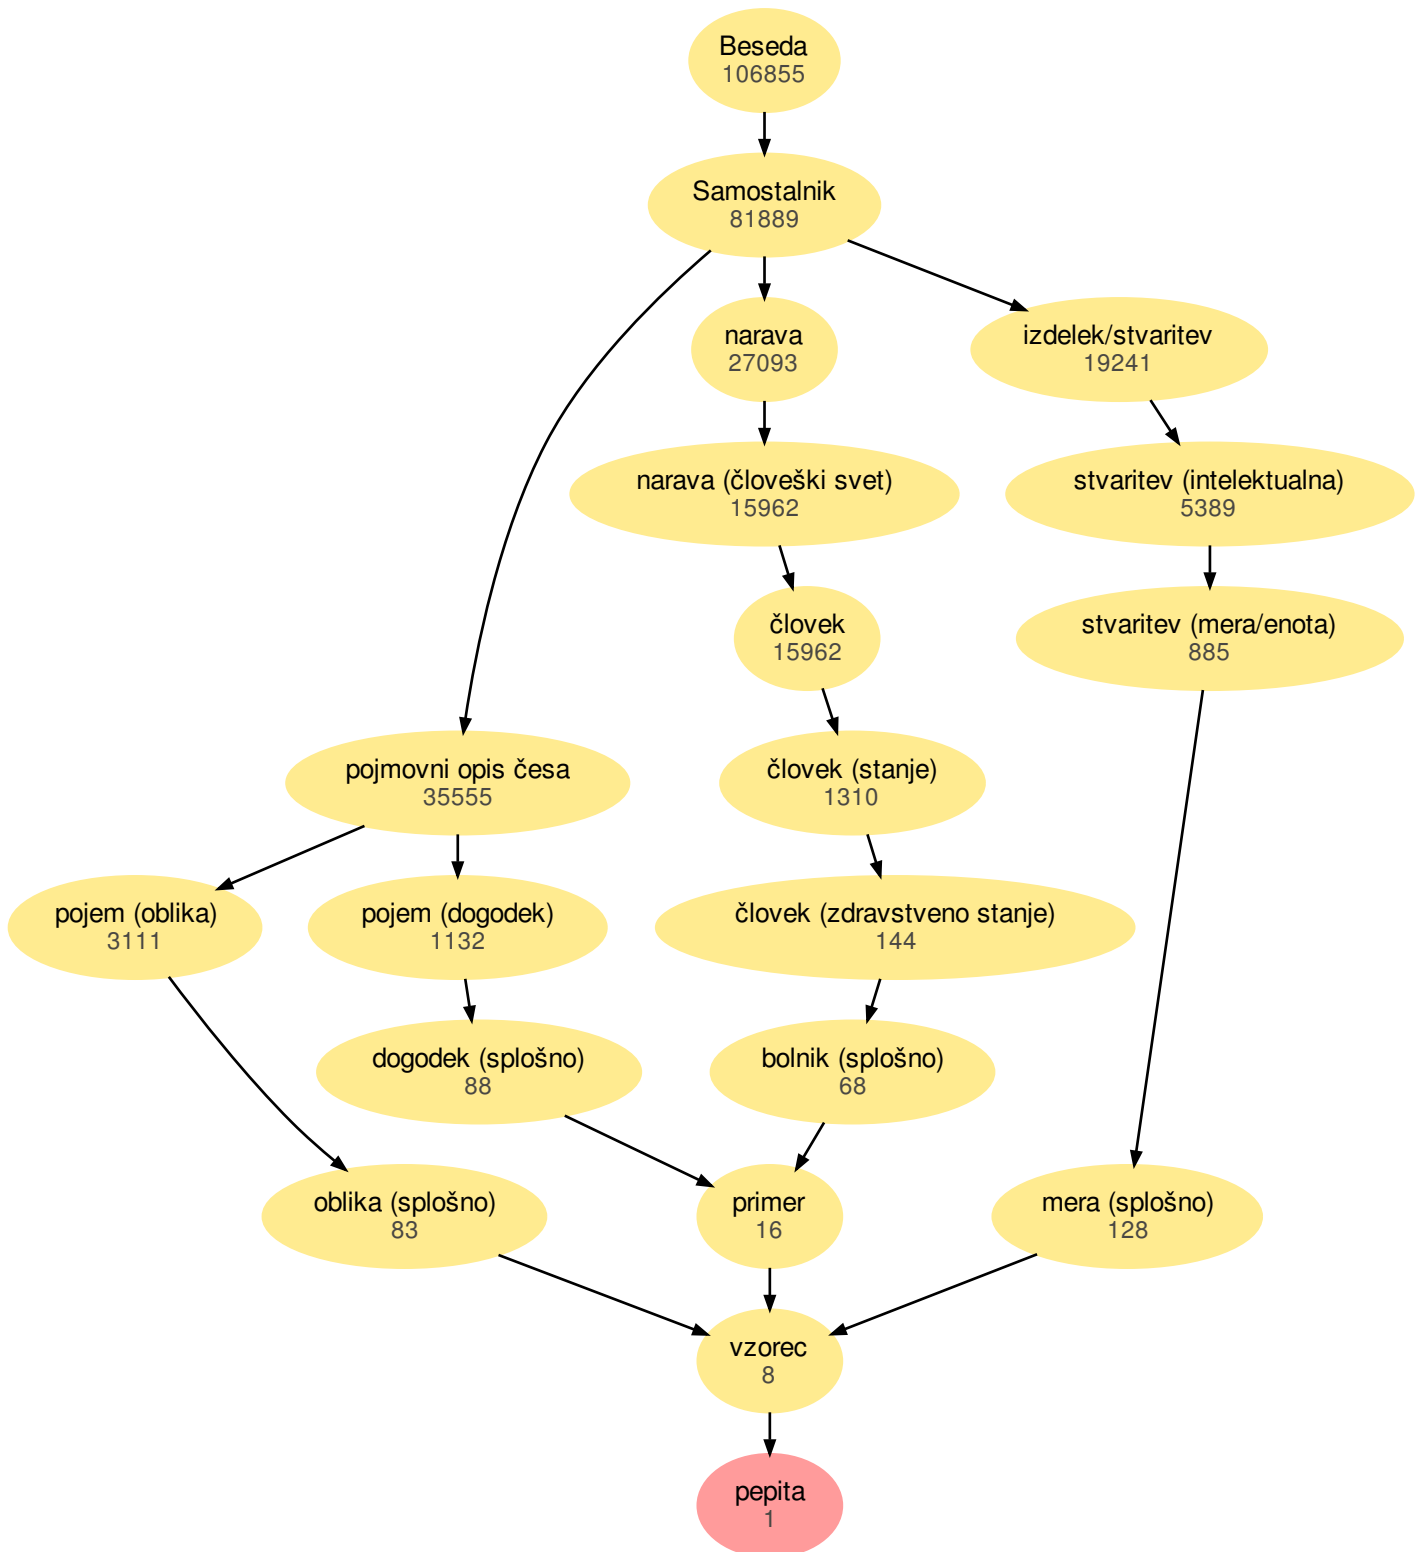 Beseda
106855
Samostalnik
81889
narava
27093
izdelek/stvaritev
19241
narava (človeški svet)
15962
stvaritev (intelektualna)
5389
človek
15962
stvaritev (mera/enota)
885
pojmovni opis česa
35555
človek (stanje)
1310
pojem (oblika)
3111
pojem (dogodek)
1132
človek (zdravstveno stanje)
144
dogodek (splošno)
88
bolnik (splošno)
68
oblika (splošno)
83
primer
16
mera (splošno)
128
vzorec
8
pepita
1